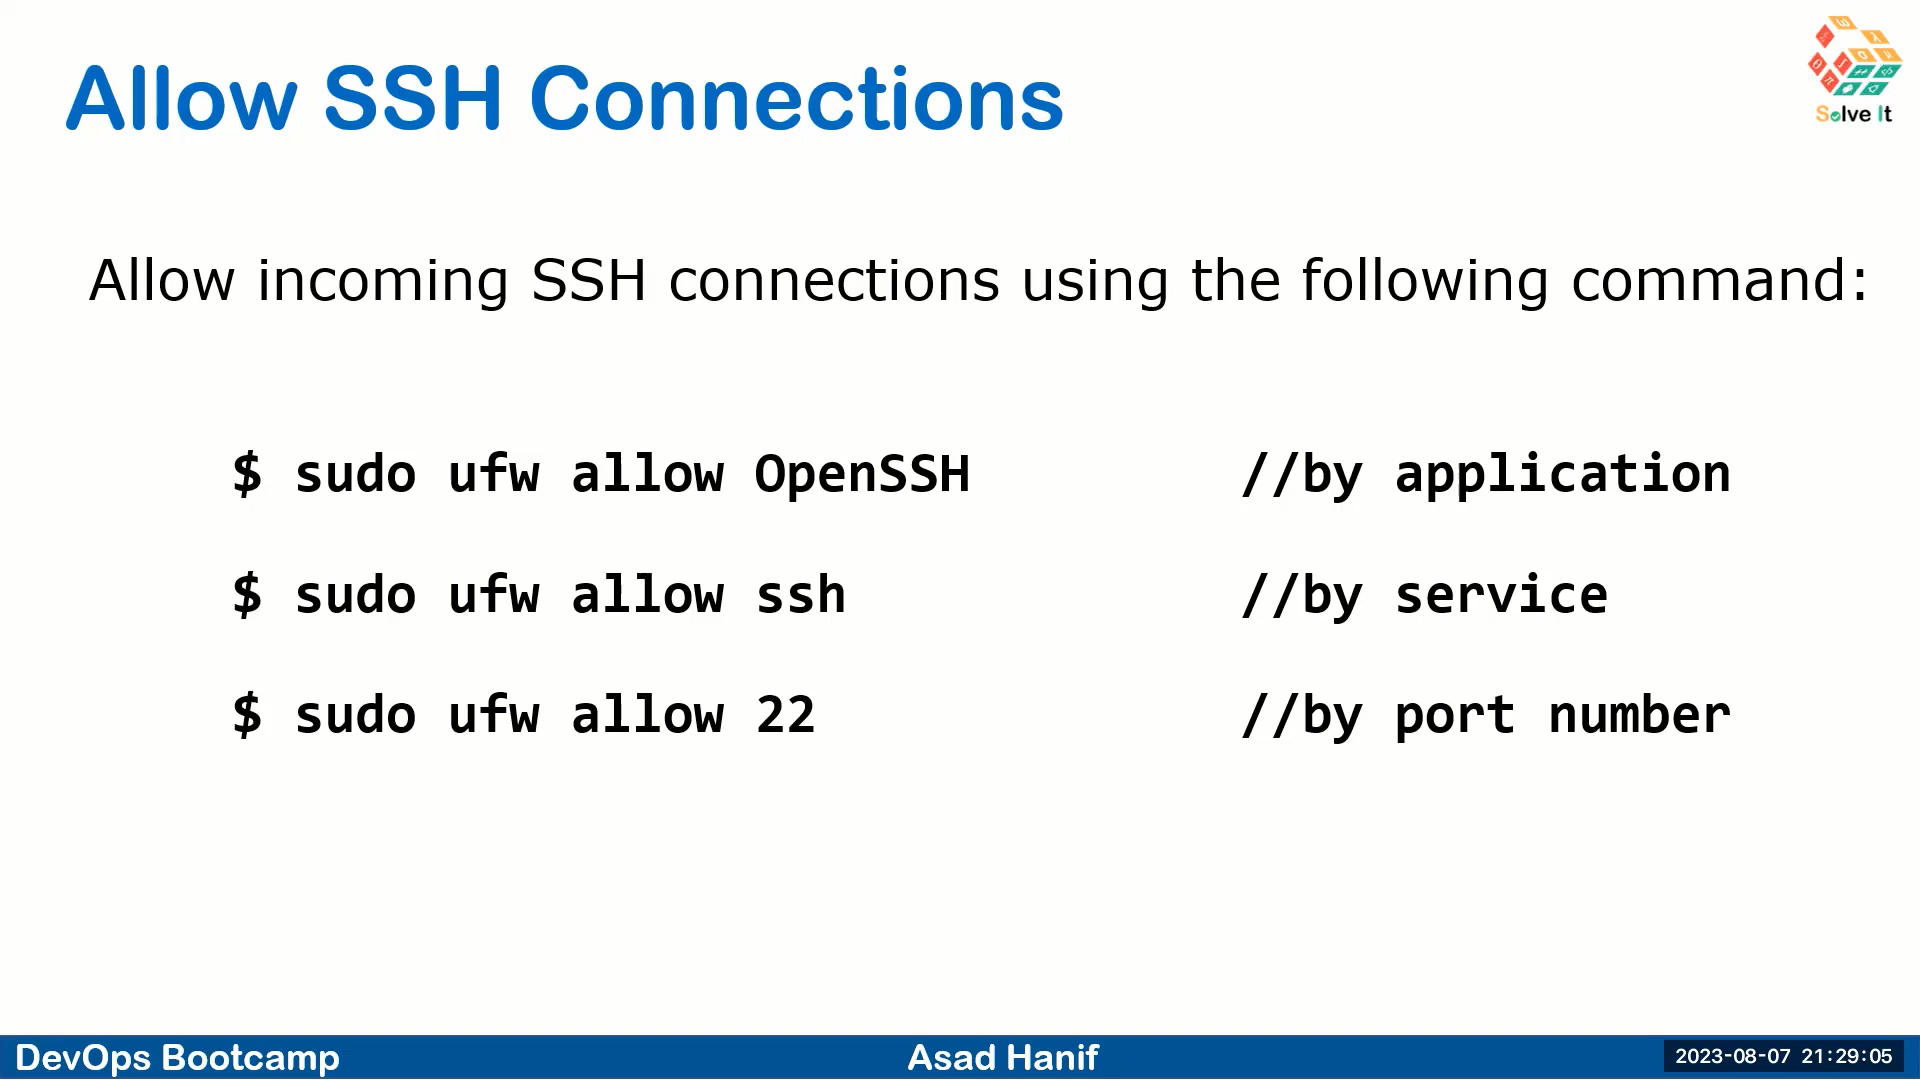 Allow SSH Connections
Solve It
Allow incoming SSH connections using the following command:
$ sudo ufw allow OpenSSH //by application
$ sudo ufw allow ssh //by service
$ sudo ufw allow 22 //by port number
DevOps Bootcamp
Asad Hanif
2023-08-07 21:29:05